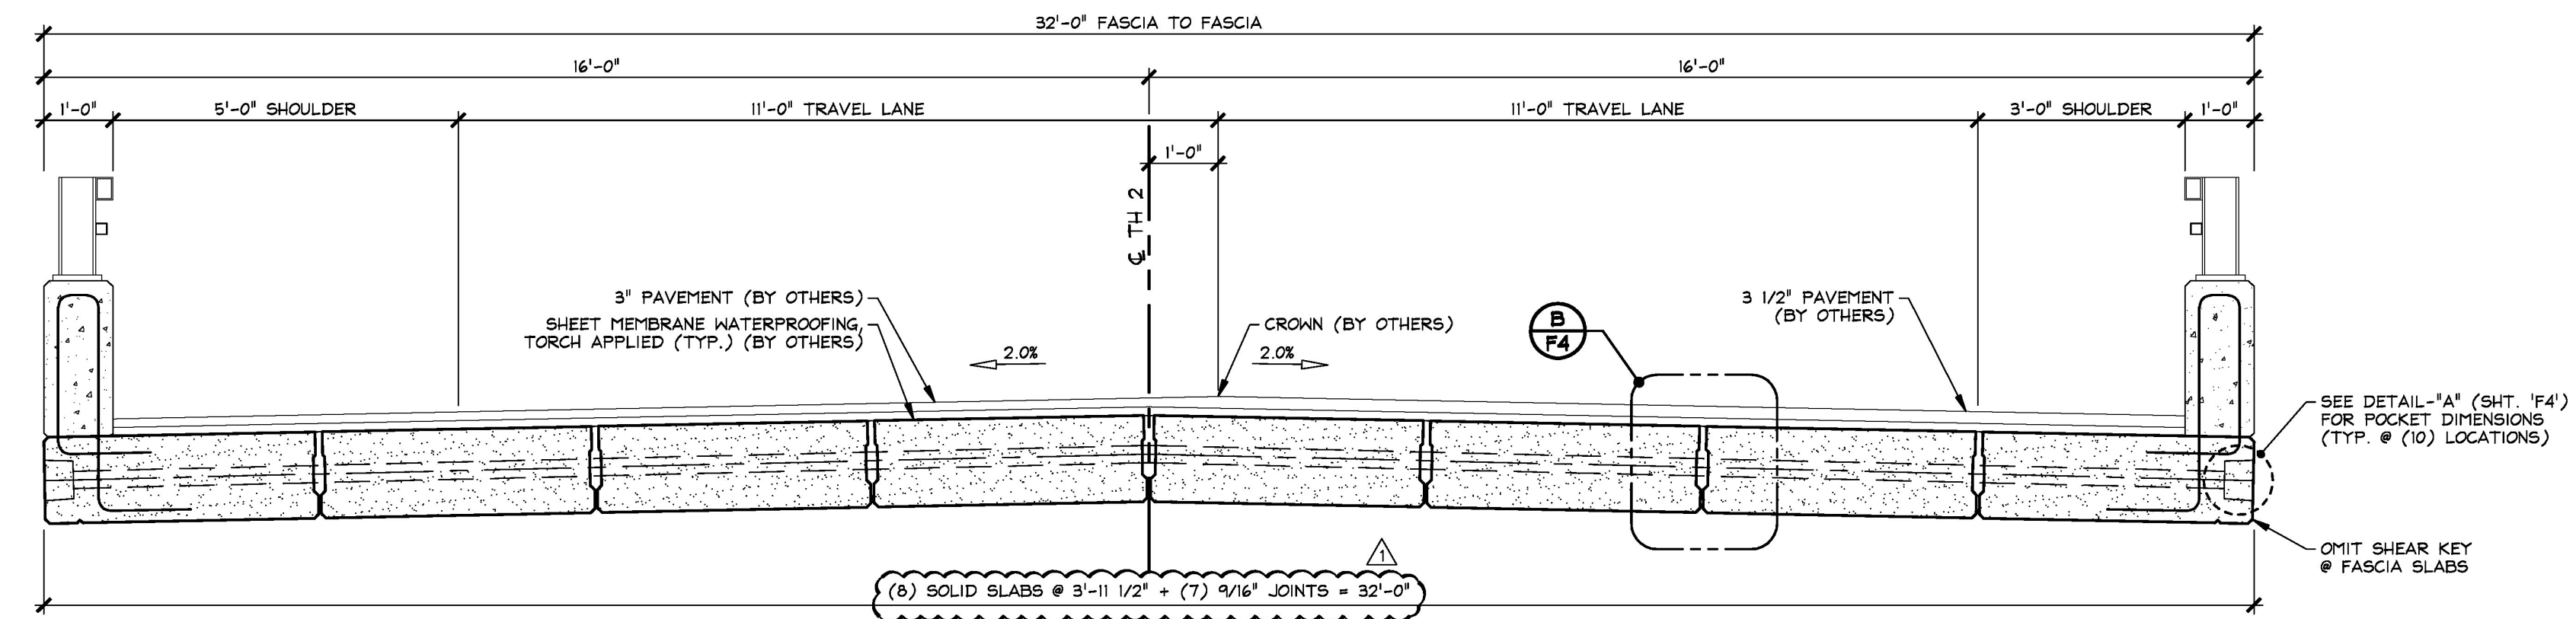 32'-0" FASCIA TO FASCIA
16'-0"
16'-0"
1'-0"
5'-0" SHOULDER
11'-0" TRAVEL LANE
11'-0" TRAVEL LANE
3'-0" SHOULDER
1'-0"
1'-0"
℄ TH 2
3" PAVEMENT (BY OTHERS)
SHEET MEMBRANE WATERPROOFING,
TORCH APPLIED (TYP.) (BY OTHERS)
2.0%
2.0%
CROWN (BY OTHERS)
B
F4
3 1/2" PAVEMENT
(BY OTHERS)
SEE DETAIL-"A" (SHT. 'F4')
FOR POCKET DIMENSIONS
(TYP. @ (10) LOCATIONS)
OMIT SHEAR KEY
@ FASCIA SLABS
1
(8) SOLID SLABS @ 3'-11 1/2" + (7) 9/16" JOINTS = 32'-0"